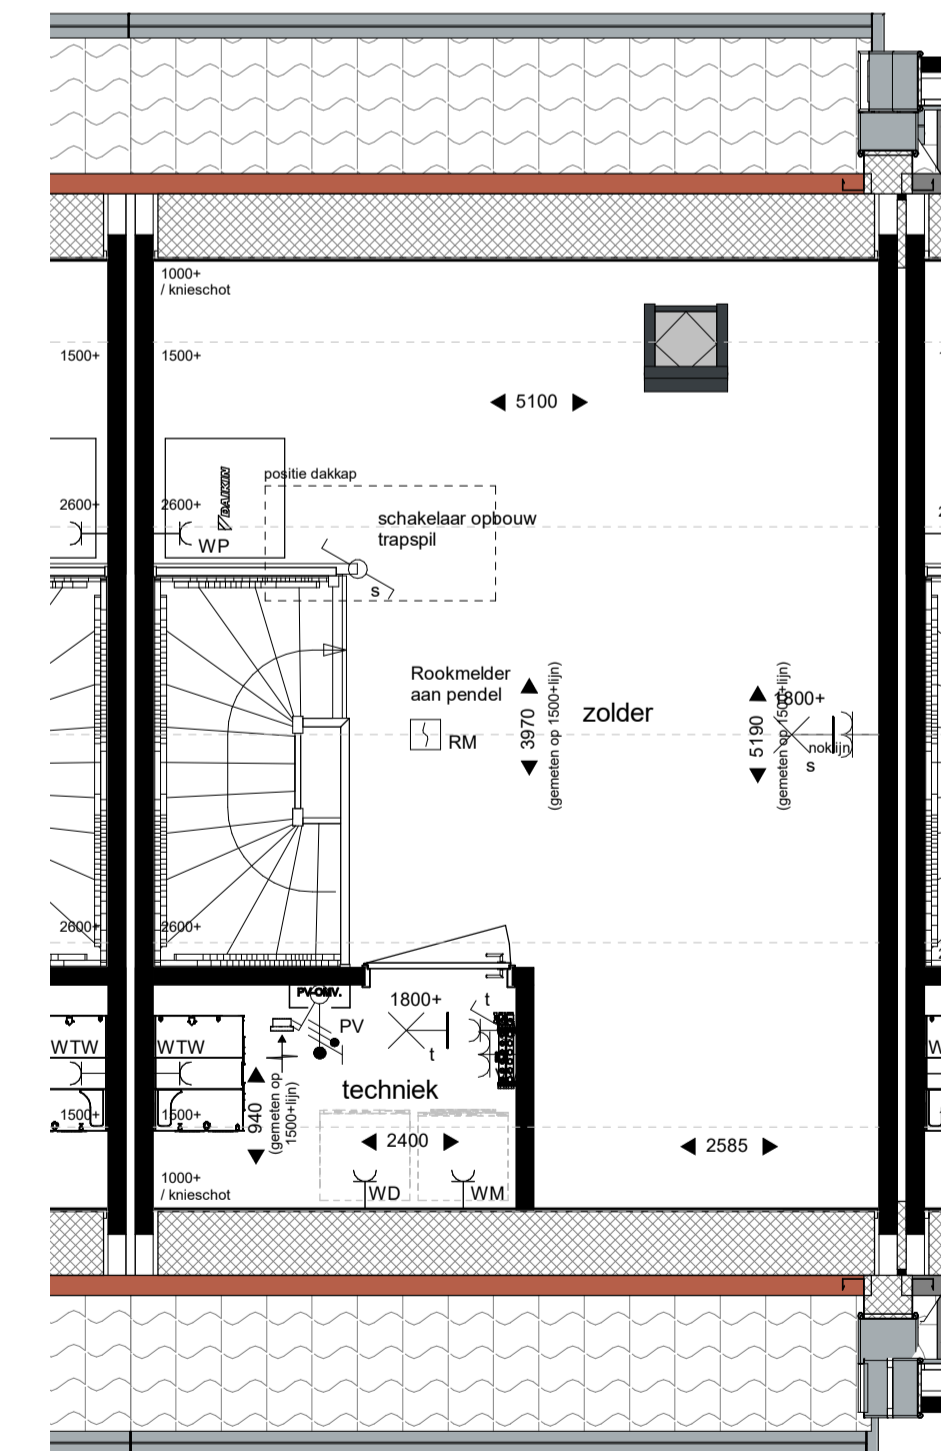 1000+
/ knieschot
1500+
1500+
5100
positie dakkap
DAIKIN
2600+
2600+
schakelaar opbouw
trapspil
WP
s
Rookmelder
aan pendel
RM
3970
(gemeten op 1500+lijn)
zolder
5190
(gemeten op 1500+lijn)
1800+
noklijn
s
2600+
2600+
PV-OMV.
PV
1800+
t
t
WTW
WTW
techniek
940
(gemeten op
1500+lijn)
1500+
1500+
2400
2585
1000+
/ knieschot
WD
WM